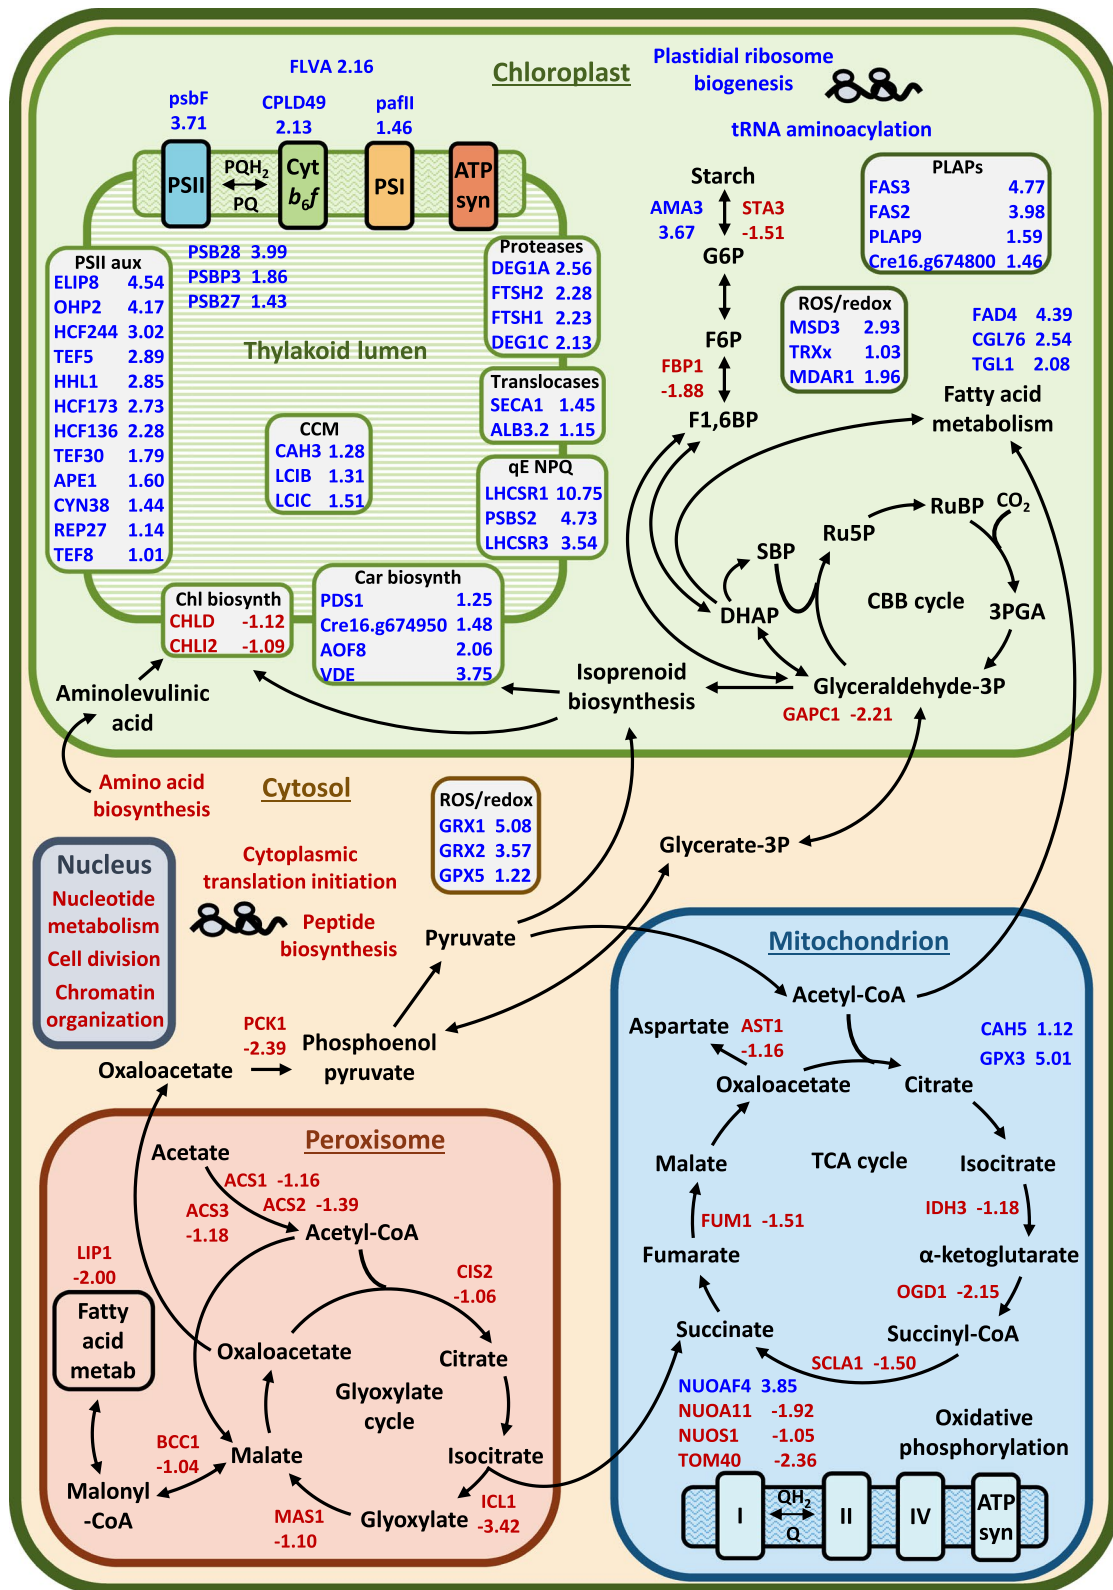 Chloroplast
FLVA 2.16
Plastidial ribosome
biogenesis
tRNA aminoacylation
psbF
3.71
CPLD49
2.13
pafII
1.46
PSII
PQH2
PQ
Cyt
b6f
PSI
ATP
syn
PSB28 3.99
PSBP3 1.86
PSB27 1.43
PSII aux
ELIP8 4.54
OHP2 4.17
HCF244 3.02
TEF5 2.89
HHL1 2.85
HCF173 2.73
HCF136 2.28
TEF30 1.79
APE1 1.60
CYN38 1.44
REP27 1.14
TEF8 1.01
Thylakoid lumen
Proteases
DEG1A 2.56
FTSH2 2.28
FTSH1 2.23
DEG1C 2.13
Translocases
SECA1 1.45
ALB3.2 1.15
CCM
CAH3 1.28
LCIB 1.31
LCIC 1.51
qE NPQ
LHCSR1 10.75
PSBS2 4.73
LHCSR3 3.54
Chl biosynth
CHLD -1.12
CHLI2 -1.09
Car biosynth
PDS1 1.25
Cre16.g674950 1.48
AOF8 2.06
VDE 3.75
Starch
AMA3
3.67
STA3
-1.51
G6P
F6P
FBP1
-1.88
F1,6BP
PLAPs
FAS3 4.77
FAS2 3.98
PLAP9 1.59
Cre16.g674800 1.46
ROS/redox
MSD3 2.93
TRXx 1.03
MDAR1 1.96
FAD4 4.39
CGL76 2.54
TGL1 2.08
Fatty acid
metabolism
RuBP
CO2
Ru5P
SBP
DHAP
CBB cycle
3PGA
Glyceraldehyde-3P
GAPC1 -2.21
Isoprenoid
biosynthesis
Aminolevulinic
acid
Amino acid
biosynthesis
Cytosol
ROS/redox
GRX1 5.08
GRX2 3.57
GPX5 1.22
Glycerate-3P
Nucleus
Nucleotide
metabolism
Cell division
Chromatin
organization
Cytoplasmic
translation initiation
Peptide
biosynthesis
Pyruvate
PCK1
-2.39
Oxaloacetate
Phosphoenol
pyruvate
Mitochondrion
Acetyl-CoA
Aspartate
AST1
-1.16
CAH5 1.12
GPX3 5.01
Oxaloacetate
Citrate
Malate
TCA cycle
Isocitrate
IDH3 -1.18
FUM1 -1.51
Fumarate
α-ketoglutarate
OGD1 -2.15
Succinate
Succinyl-CoA
SCLA1 -1.50
NUOAF4 3.85
NUOA11 -1.92
NUOS1 -1.05
TOM40 -2.36
Oxidative
phosphorylation
I
QH2
Q
II
IV
ATP
syn
Peroxisome
Acetate
ACS1 -1.16
ACS2 -1.39
ACS3
-1.18
Acetyl-CoA
LIP1
-2.00
Fatty
acid
metab
CIS2
-1.06
Oxaloacetate
Citrate
Glyoxylate
cycle
BCC1
-1.04
Malate
Isocitrate
Malonyl
-CoA
MAS1
-1.10
Glyoxylate
ICL1
-3.42